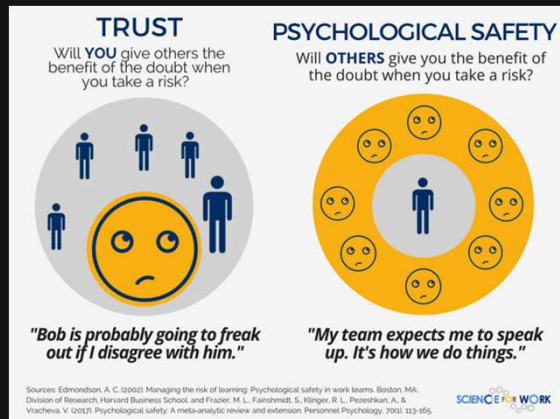 TRUST
Will YOU give others the
benefit of the doubt when
you take a risk?
"Bob is probably going to freak
out if I disagree with him."
PSYCHOLOGICAL SAFETY
Will OTHERS give you the benefit of
the doubt when you take a risk?
"My team expects me to speak
up. It's how we do things."
Sources: Edmondson, A. C. (2002). Managing the risk of learning: Psychological safety in work teams. Boston, MA:
Division of Research, Harvard Business School. and Frazier, M. L., Fainshmidt, S., Klinger, R. L., Pezeshkan, A., &
Vracheva, V. (2017). Psychological safety: A meta-analytic review and extension. Personnel Psychology, 70(1), 113-165.
SCIENCE FOR WORK